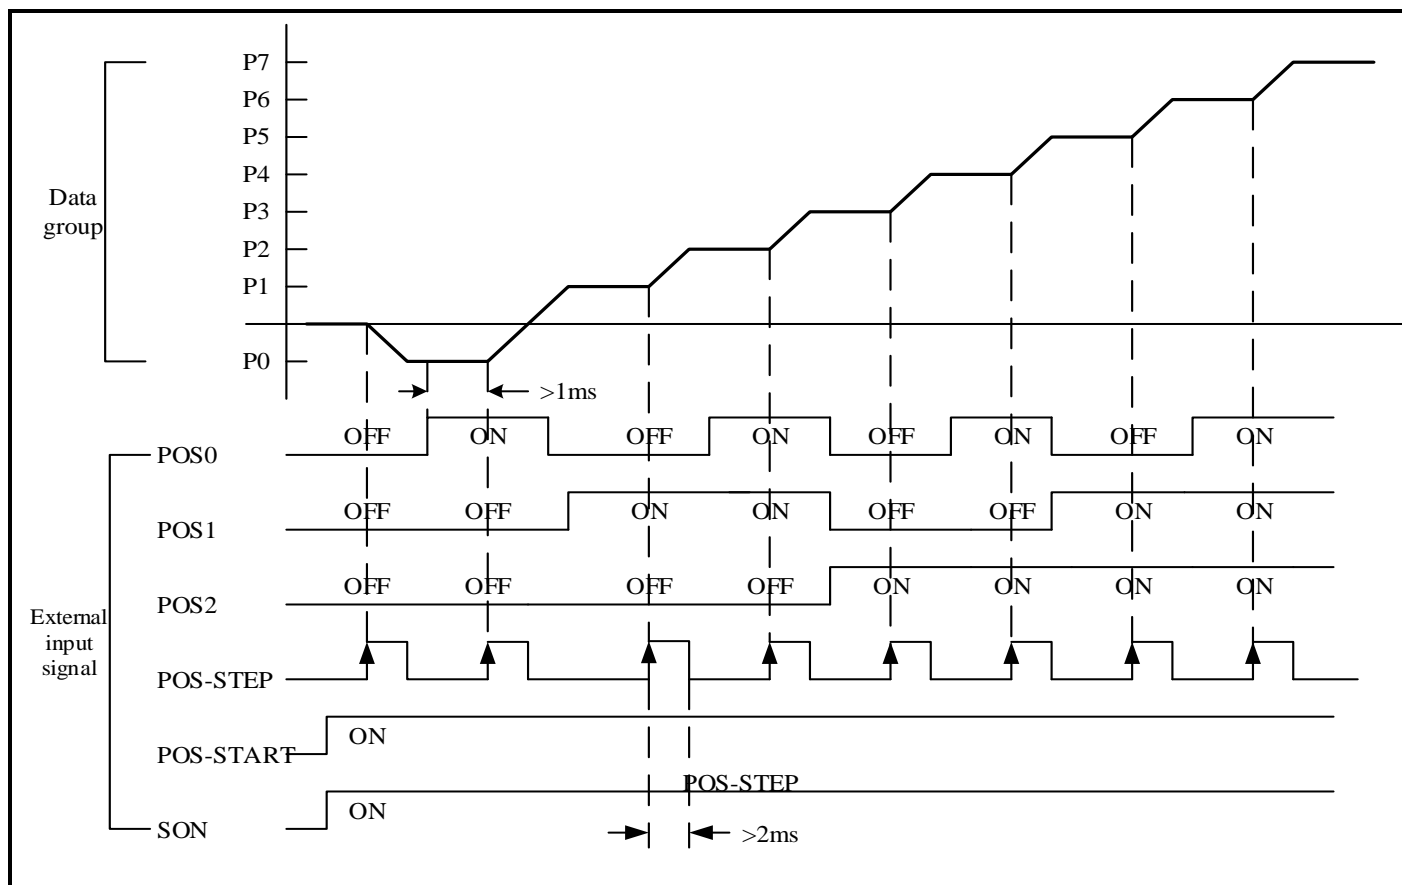 P7
P6
P5
P4
Data
group
P3
P2
P1
P0
>1ms
OFF ON OFF ON OFF ON OFF ON
POS0
OFF OFF ON ON OFF OFF ON ON
POS1
OFF OFF OFF OFF ON ON ON ON
POS2
External
input
signal
POS-STEP
ON
POS-START
POS-STEP
ON
SON
>2ms